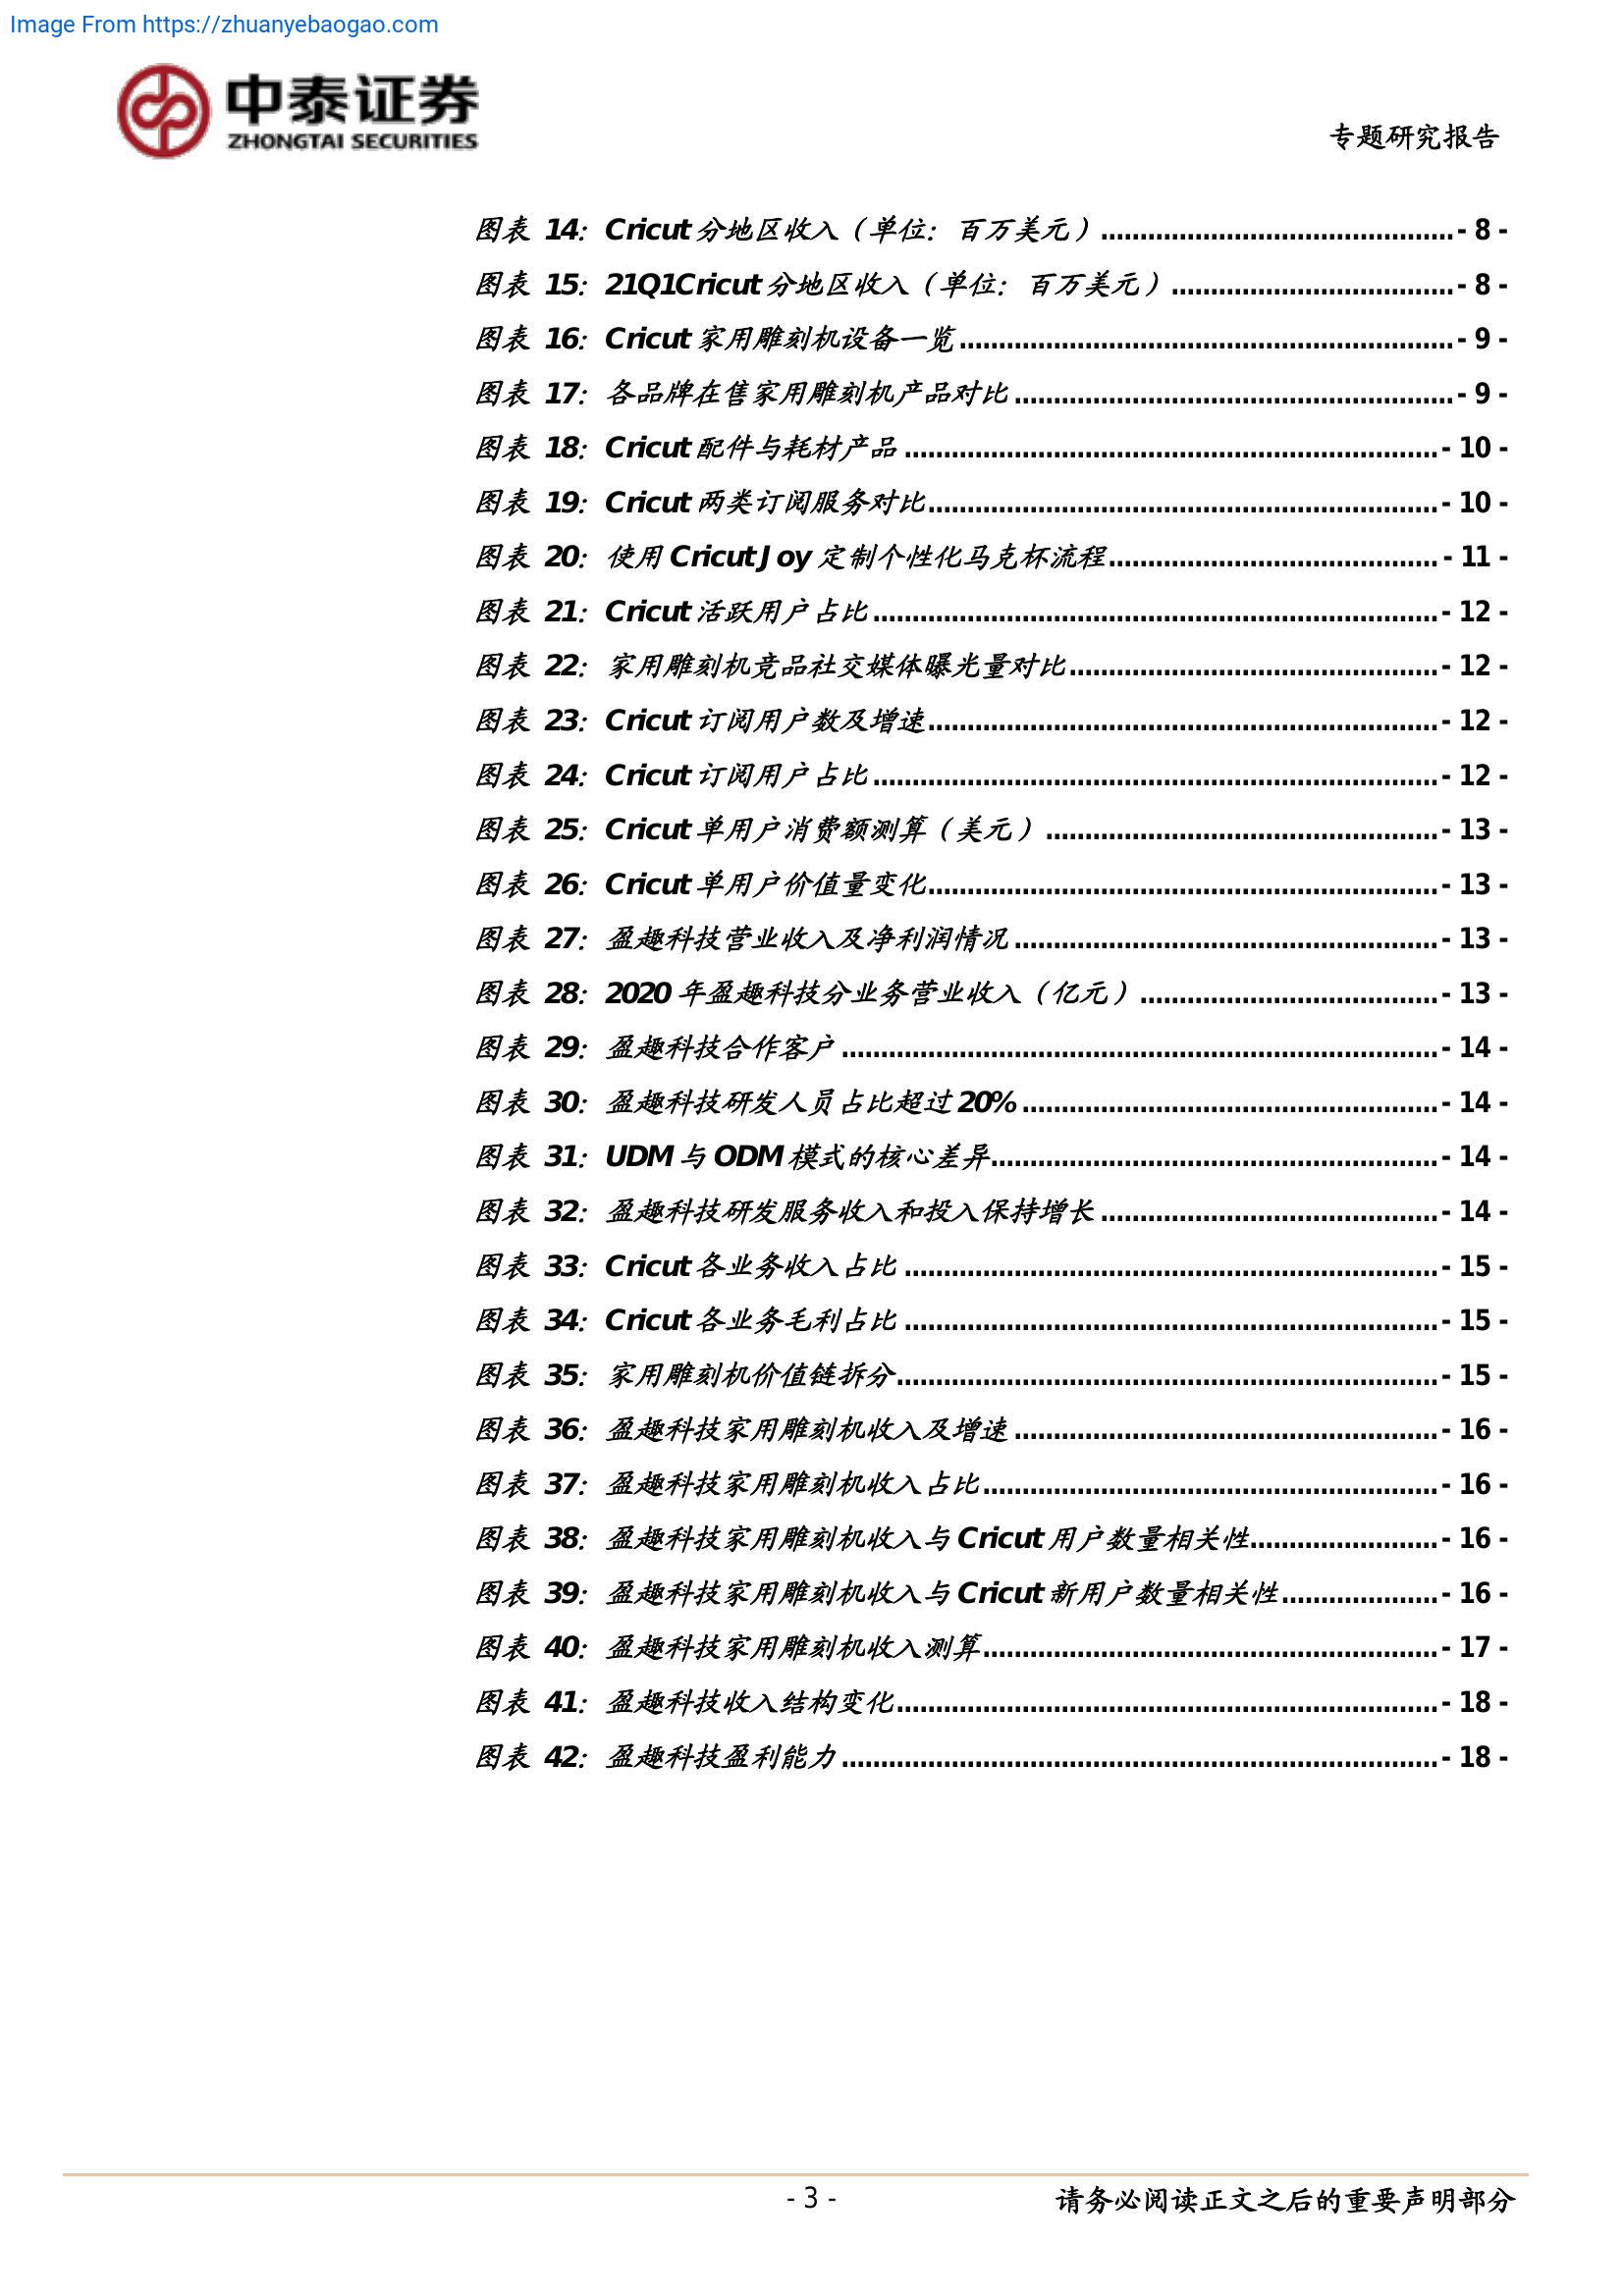 Image From https://zhuanyebaogao.com
中泰证券
ZHONGTAI SECURITIES
专题研究报告
图表 14：Cricut 分地区收入（单位：百万美元）............................................- 8 -
图表 15：21Q1Cricut 分地区收入（单位：百万美元）...................................- 8 -
图表 16：Cricut 家用雕刻机设备一览..............................................................- 9 -
图表 17：各品牌在售家用雕刻机产品对比.......................................................- 9 -
图表 18：Cricut 配件与耗材产品...................................................................- 10 -
图表 19：Cricut 两类订阅服务对比................................................................- 10 -
图表 20：使用 Cricut Joy 定制个性化马克杯流程.........................................- 11 -
图表 21：Cricut 活跃用户占比.......................................................................- 12 -
图表 22：家用雕刻机竞品社交媒体曝光量对比..............................................- 12 -
图表 23：Cricut 订阅用户数及增速................................................................- 12 -
图表 24：Cricut 订阅用户占比.......................................................................- 12 -
图表 25：Cricut 单用户消费额测算（美元）.................................................- 13 -
图表 26：Cricut 单用户价值量变化................................................................- 13 -
图表 27：盈趣科技营业收入及净利润情况.....................................................- 13 -
图表 28：2020 年盈趣科技分业务营业收入（亿元）.....................................- 13 -
图表 29：盈趣科技合作客户...........................................................................- 14 -
图表 30：盈趣科技研发人员占比超过 20%....................................................- 14 -
图表 31：UDM 与 ODM 模式的核心差异........................................................- 14 -
图表 32：盈趣科技研发服务收入和投入保持增长..........................................- 14 -
图表 33：Cricut 各业务收入占比...................................................................- 15 -
图表 34：Cricut 各业务毛利占比...................................................................- 15 -
图表 35：家用雕刻机价值链拆分....................................................................- 15 -
图表 36：盈趣科技家用雕刻机收入及增速.....................................................- 16 -
图表 37：盈趣科技家用雕刻机收入占比.........................................................- 16 -
图表 38：盈趣科技家用雕刻机收入与 Cricut 用户数量相关性.......................- 16 -
图表 39：盈趣科技家用雕刻机收入与 Cricut 新用户数量相关性...................- 16 -
图表 40：盈趣科技家用雕刻机收入测算.........................................................- 17 -
图表 41：盈趣科技收入结构变化....................................................................- 18 -
图表 42：盈趣科技盈利能力...........................................................................- 18 -
- 3 -
请务必阅读正文之后的重要声明部分